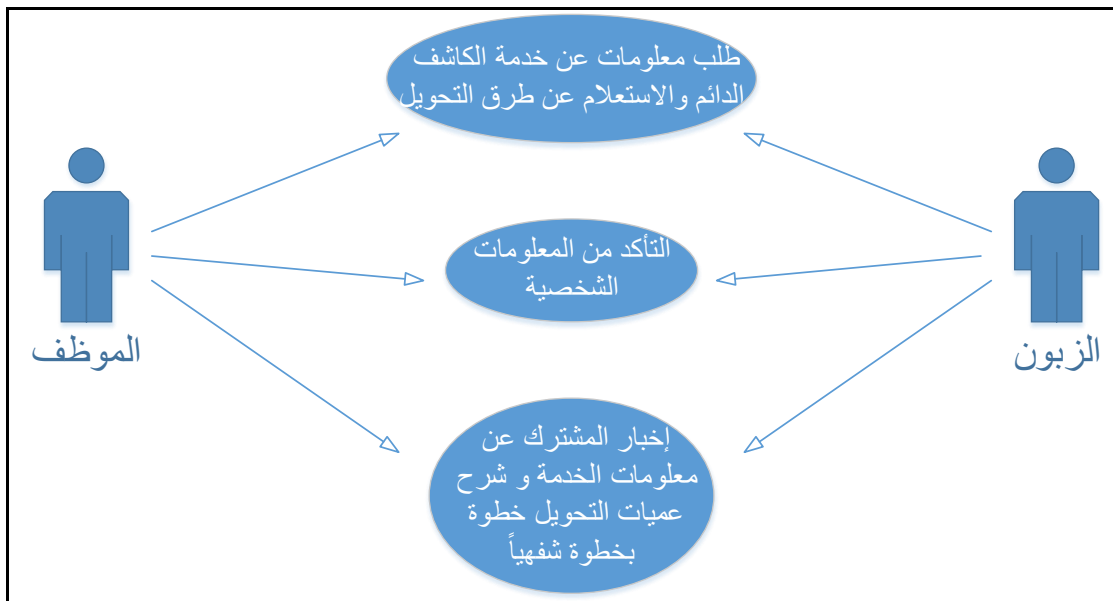 طلب معلومات عن خدمة الكاشف
الدائم والاستعلام عن طرق التحويل
التأكد من المعلومات
الشخصية
الزبون
الموظف
إخبار المشترك عن
معلومات الخدمة و شرح
عميات التحويل خطوة
بخطوة شفهياً